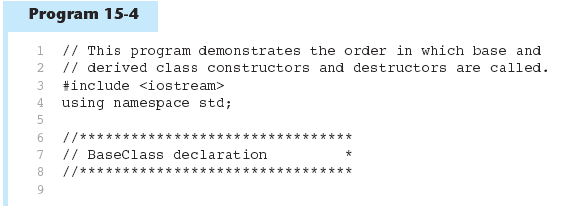 Program 15-4
1 // This program demonstrates the order in which base and
2 // derived class constructors and destructors are called.
3 #include <iostream>
4 using namespace std;
5
6 //********************************
7 // BaseClass declaration         *
8 //********************************
9